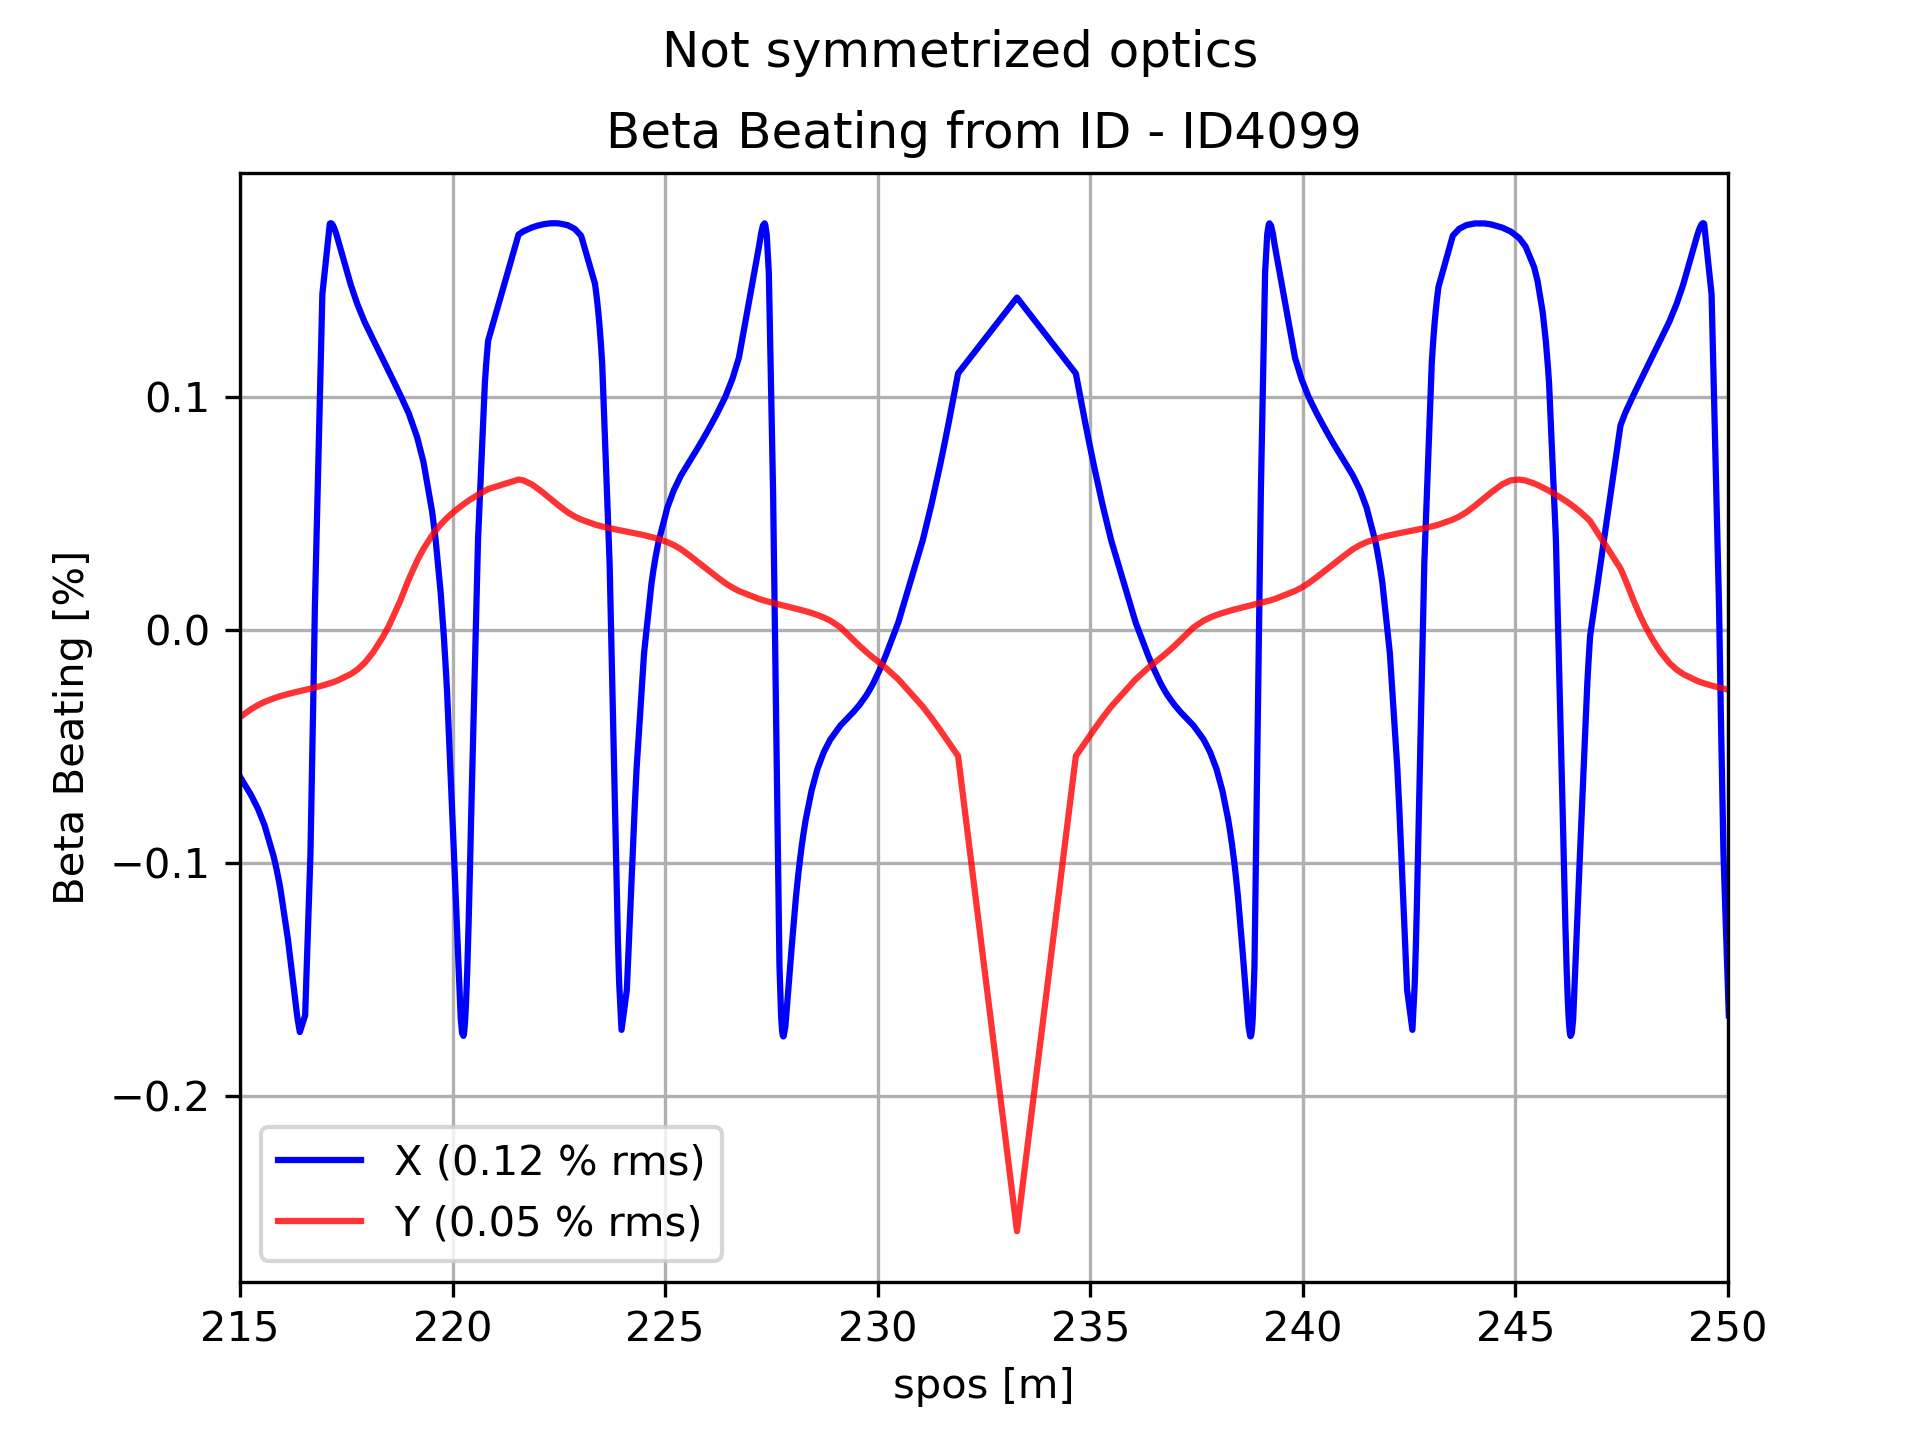 Not symmetrized optics
Beta Beating from ID - ID4099
Beta Beating [%]
0.1
0.0
−0.1
−0.2
X (0.12 % rms)
Y (0.05 % rms)
215 220 225 230 235 240 245 250
spos [m]